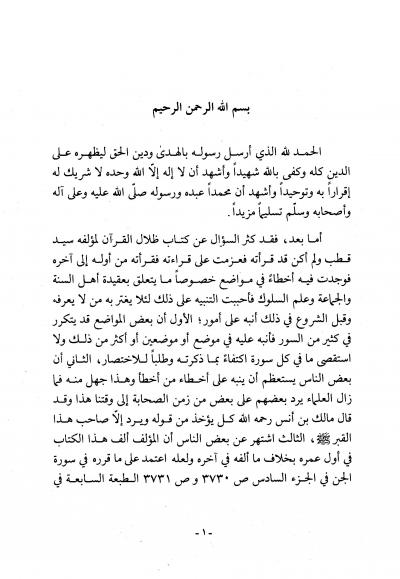 بسم الله الرحمن الرحيم
الحمد لله الذي أرسل رسوله بالهدى ودين الحق ليظهره على
الدين كله وكفى بالله شهيداً وأشهد أن لا إله إلّا الله وحده لا شريك له
إقراراً به وتوحيداً وأشهد أن محمداً عبده ورسوله صلّى الله عليه وعلى آله
وأصحابه وسلّم تسليماً مزيداً.
أما بعد، فقد كثر السؤال عن كتاب ظلال القرآن لمؤلفه سيد
قطب ولم أكن قد قرأته فعزمت على قراءته فقرأته من أوله إلى آخره
فوجدت فيه أخطاءً في مواضع خصوصاً ما يتعلق بعقيدة أهل السنة
والجماعة وعلم السلوك فأحببت التنبيه على ذلك لئلا يغتر به من لا يعرفه
وقبل الشروع في ذلك أنبه على أمور؛ الأول أن بعض المواضع قد يتكرر
في كثير من السور فأنبه عليه في موضع أو موضعين أو أكثر من ذلك ولا
استقصى ما في كل سورة اكتفاءً بما ذكرته وطلباً للاختصار، الثاني أن
بعض الناس يستعظم أن ينبه على أخطاء من أخطأ وهذا جهل منه فما
زال العلماء يرد بعضهم على بعض من زمن الصحابة إلى وقتنا هذا وقد
قال مالك بن أنس رحمه الله كل يؤخذ من قوله ويرد إلّا صاحب هذا
القبر ﷺ، الثالث اشتهر عن بعض الناس أن المؤلف ألف هذا الكتاب
في أول عمره بخلاف ما ألفه في آخره ولعله اعتمد على ما قرره في سورة
الجن في الجزء السادس ص ٣٧٣٠ و ص ٣٧٣١ الطبعة السابعة في
- ١ -